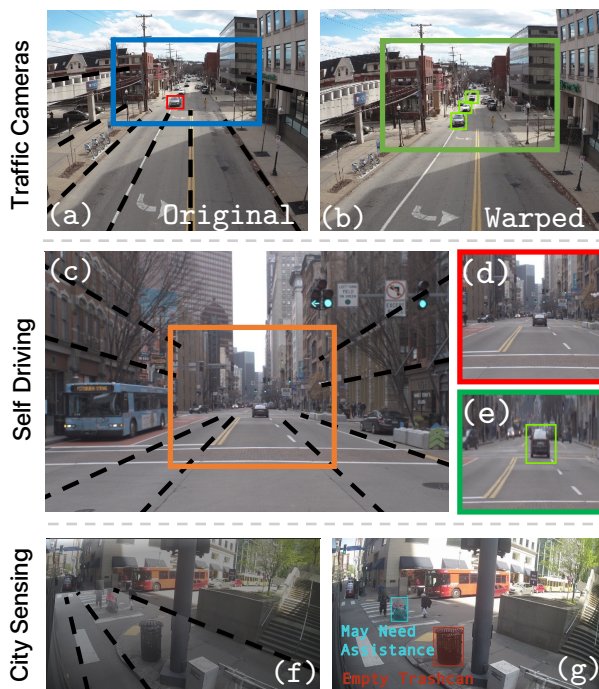 Traffic Cameras
(a)
Original
(b)
Warped
Self Driving
(c)
(d)
(e)
City Sensing
(f)
May Need
Assistance
Empty Trashcan
(g)